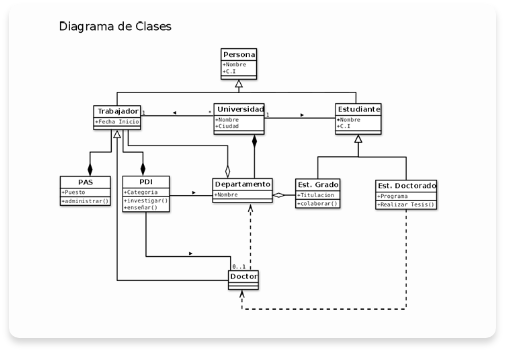 Diagrama de Clases
Persona
+Nombre
+C.I
Trabajador
+Fecha Inicio
1
*
Universidad
+Nombre
+Ciudad
1
Estudiante
+Nombre
+C.I
PAS
+Puesto
+administrar()
PDI
+Categoria
+investigar()
+enseñar()
Departamento
+Nombre
Est. Grado
+Titulacion
+colaborar()
Est. Doctorado
+Programa
+Realizar Tesis()
0..1
Doctor